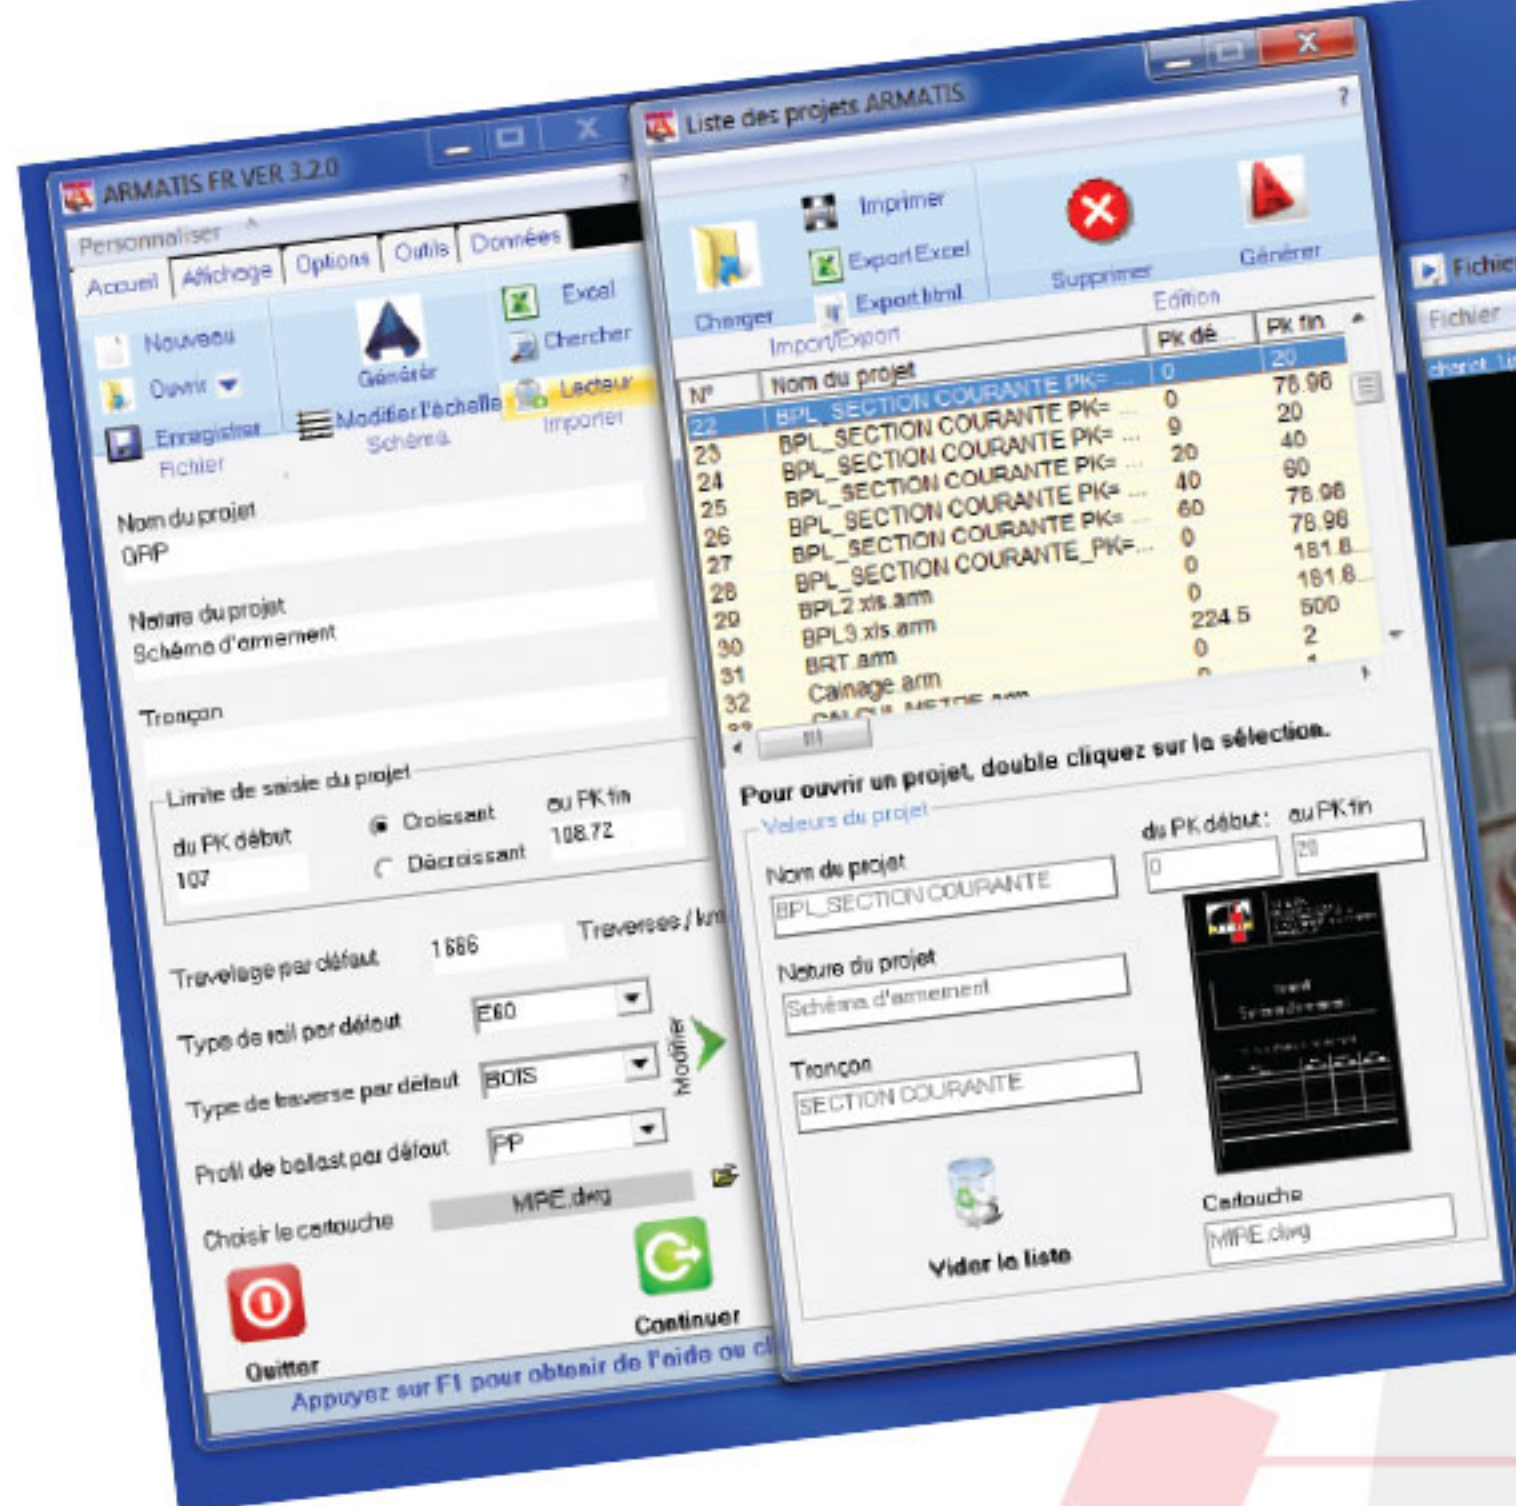 ARMATIS FR VER 3.2.0
Personnaliser
Accueil
Affichage
Options
Outils
Données
Nouveau
Ouvrir
Enregistrer
Fichier
Générer
Modifier l'échelle
Schéma
Excel
Chercher
Lecteur
Importer
Nom du projet
Nature du projet
Schéma d'armement
Tronçon
Limite de saisie du projet
du PK début
107
Croissant
Décroissant
au PK fin
108.72
Travelage par défaut
1666
Traverses / km
Type de rail par défaut
E60
Type de traverse par défaut
BOIS
Profil de ballast par défaut
PP
Modifier
Choisir le cartouche
MIRE.dwg
Quitter
Continuer
Appuyez sur F1 pour obtenir de l'aide ou cl
Liste des projets ARMATIS
?
Charger
Imprimer
Export Excel
Export html
Import/Export
Supprimer
Générer
Edition
N° Nom du projet Pk dé... Pk fin
22 BPL_SECTION COURANTE PK= ... 0 20
23 BPL_SECTION COURANTE PK= ... 0 78.98
24 BPL_SECTION COURANTE PK= ... 9 20
25 BPL_SECTION COURANTE PK= ... 20 40
26 BPL_SECTION COURANTE PK= ... 40 60
27 BPL_SECTION COURANTE PK= ... 60 78.98
28 BPL_SECTION COURANTE_PK=... 0 78.98
29 BPL2.xls.arm 0 181.8...
30 BPL3.xls.arm 0 181.8...
31 BRT.arm 224.5 500
32 Calnage.arm 0 2
Pour ouvrir un projet, double cliquez sur la sélection.
Valeurs du projet
Nom du projet
BPL_SECTION COURANTE
du PK début :
0
au PK fin
20
Nature du projet
Schéma d'armement
Tronçon
SECTION COURANTE
Vider la liste
Cartouche
MIRE.dwg
Fichie
Fichier